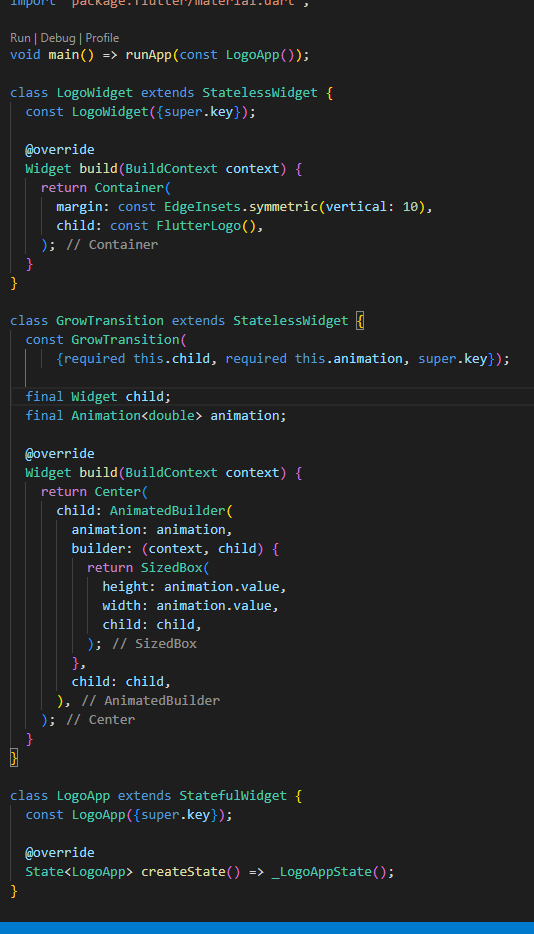 import 'package:flutter/material.dart';
Run | Debug | Profile
void main() => runApp(const LogoApp());
class LogoWidget extends StatelessWidget {
  const LogoWidget({super.key});
  @override
  Widget build(BuildContext context) {
    return Container(
      margin: const EdgeInsets.symmetric(vertical: 10),
      child: const FlutterLogo(),
    ); // Container
  }
}
class GrowTransition extends StatelessWidget {
  const GrowTransition(
      {required this.child, required this.animation, super.key});
  final Widget child;
  final Animation<double> animation;
  @override
  Widget build(BuildContext context) {
    return Center(
      child: AnimatedBuilder(
        animation: animation,
        builder: (context, child) {
          return SizedBox(
            height: animation.value,
            width: animation.value,
            child: child,
          ); // SizedBox
        },
        child: child,
      ), // AnimatedBuilder
    ); // Center
  }
}
class LogoApp extends StatefulWidget {
  const LogoApp({super.key});
  @override
  State<LogoApp> createState() => _LogoAppState();
}